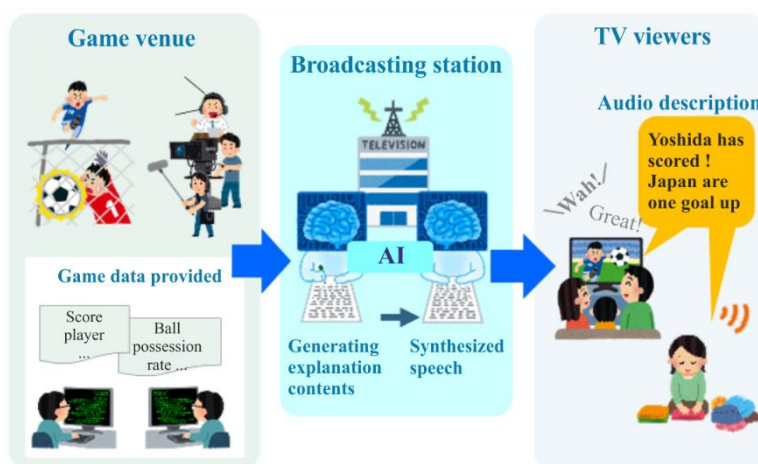 Game venue
Game data provided
Score
player
...
Ball
possession
rate ...
Broadcasting station
TELEVISION
AI
Generating
explanation
contents
Synthesized
speech
TV viewers
Audio description
Yoshida has
scored !
Japan are
one goal up
\Wah!/
Great!